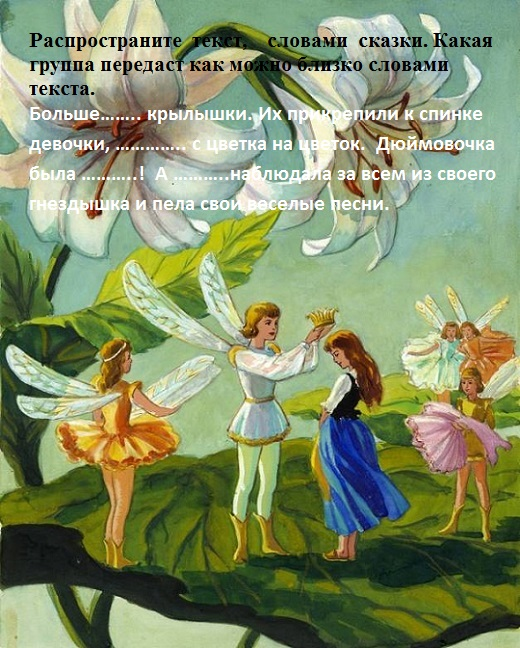 Распространите текст, словами сказки. Какая
группа передаст как можно близко словами
текста.
Больше…….. крылышки. Их прикрепили к спинке
девочки, …………. с цветка на цветок. Дюймовочка
была ………..! А ………..наблюдала за всем из своего
гнездышка и пела свои веселые песни.